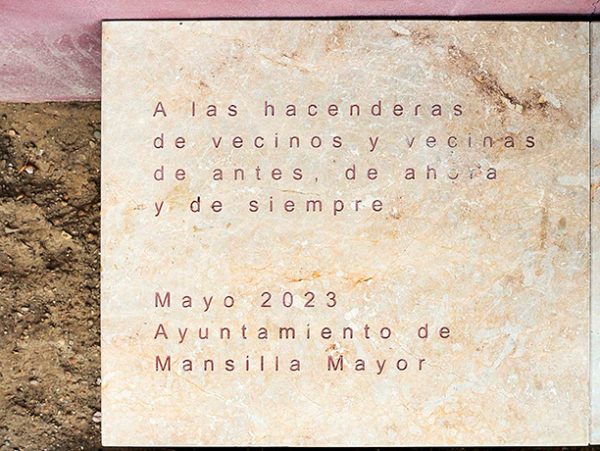 A las hacenderas
de vecinos y vecinas
de antes, de ahora
y de siempre
Mayo 2023
Ayuntamiento de
Mansilla Mayor